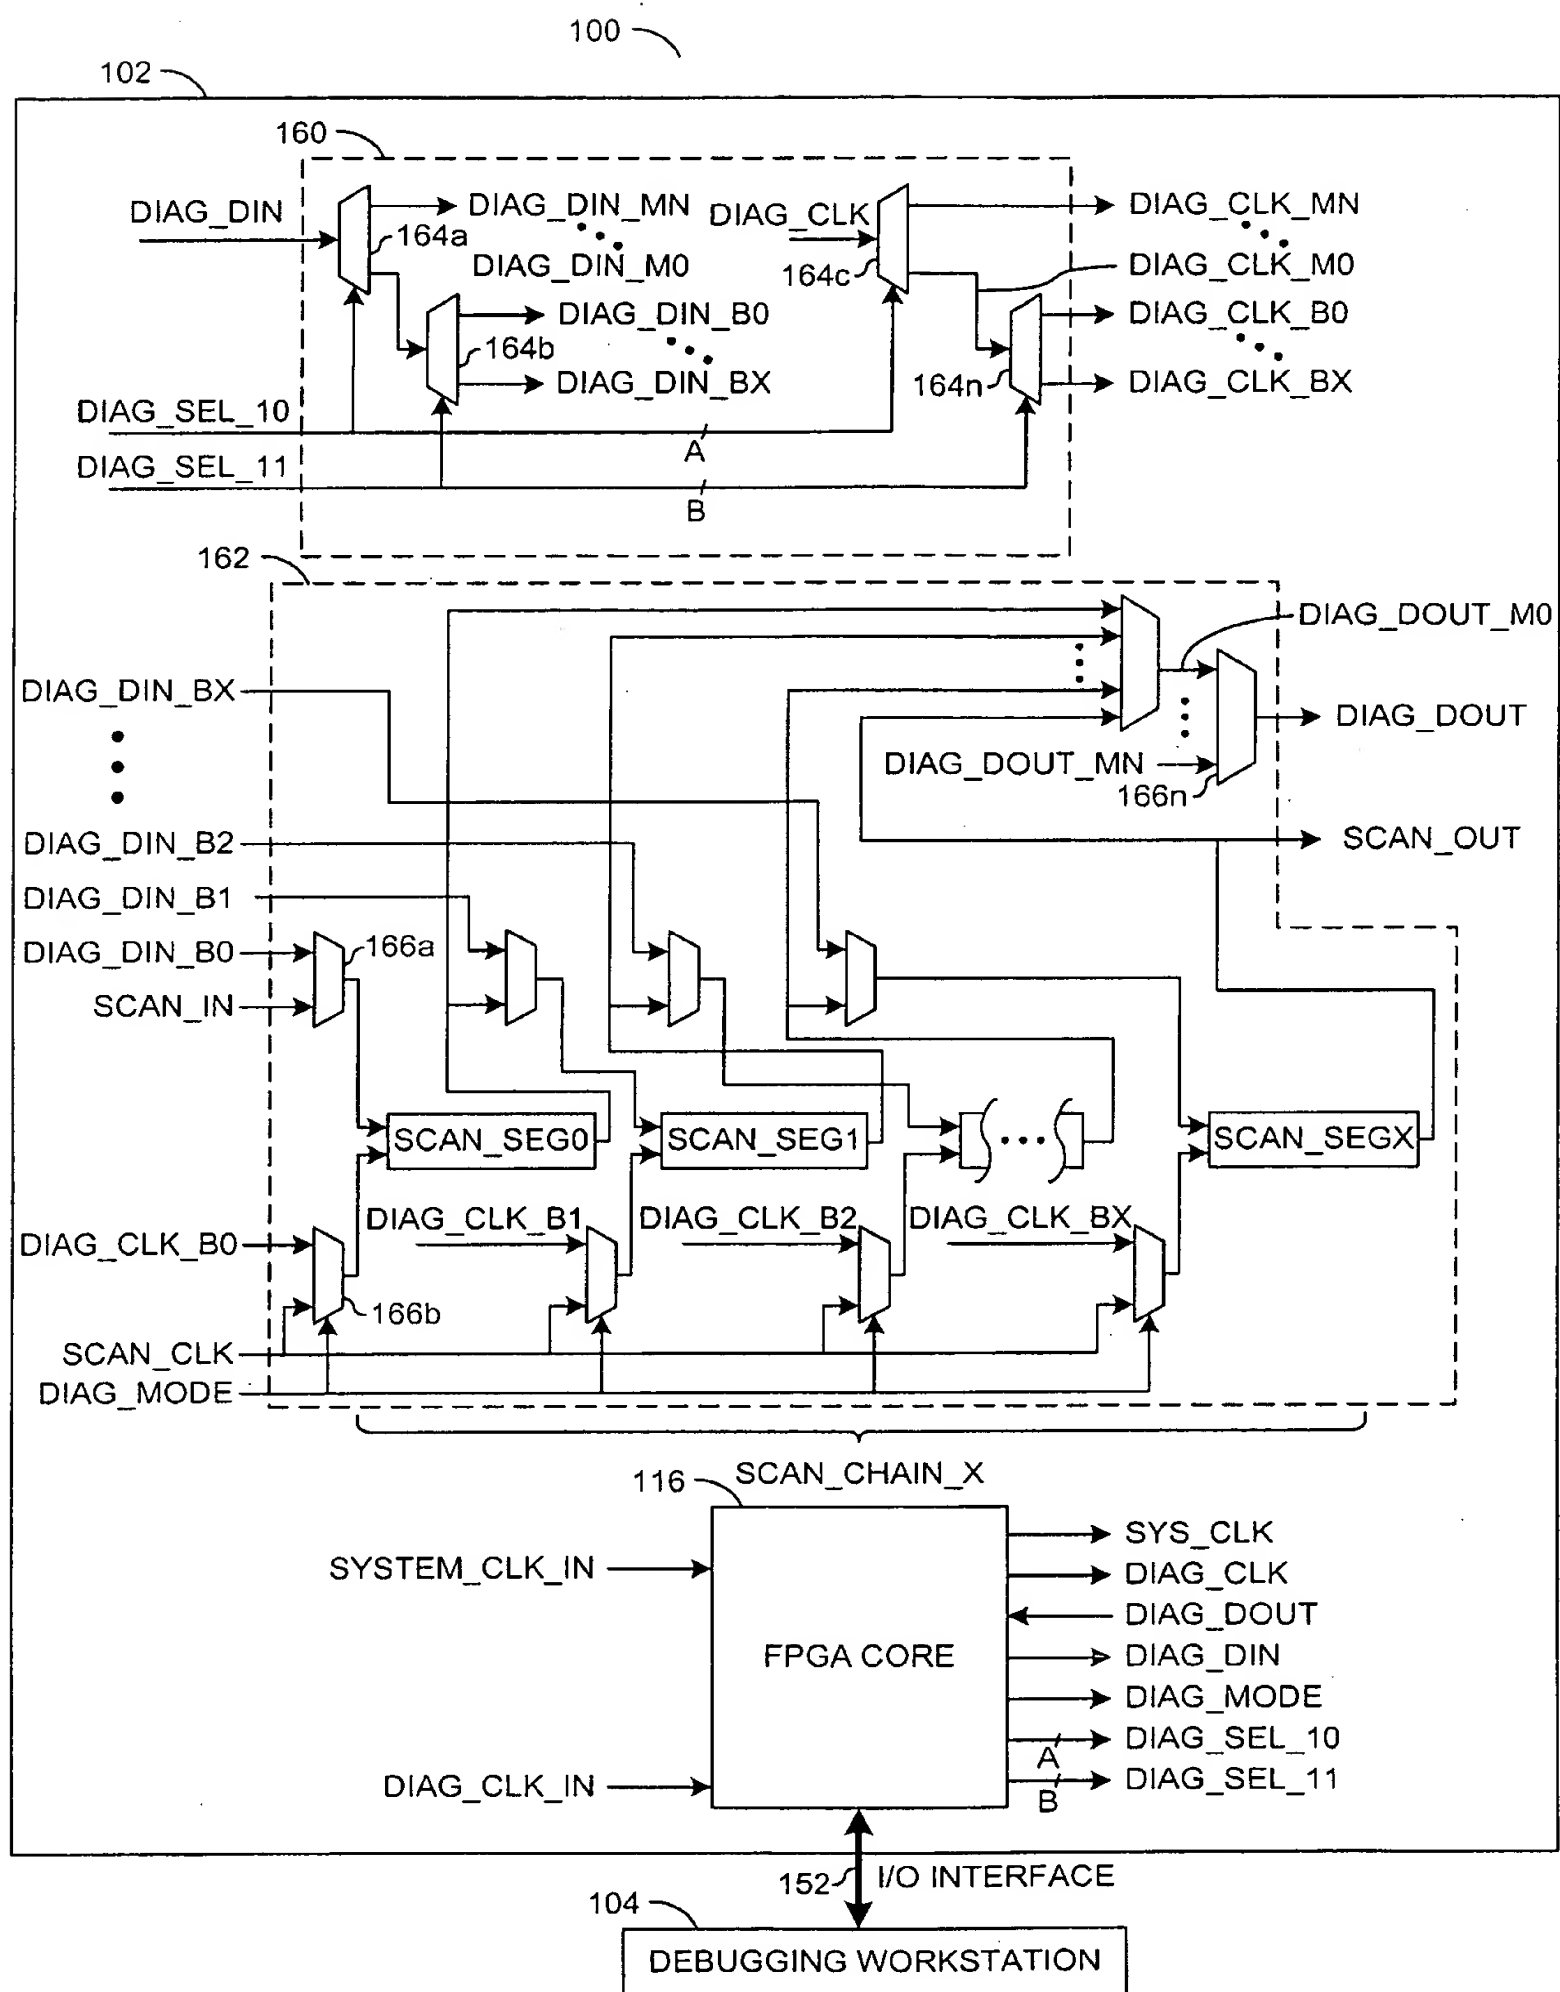 100
102
160
DIAG_DIN
164a
DIAG_DIN_MN
DIAG_DIN_M0
DIAG_CLK
164c
DIAG_CLK_MN
DIAG_CLK_M0
164b
DIAG_DIN_B0
DIAG_DIN_BX
164n
DIAG_CLK_B0
DIAG_CLK_BX
DIAG_SEL_10
A
DIAG_SEL_11
B
162
DIAG_DOUT_M0
DIAG_DIN_BX
DIAG_DOUT
DIAG_DOUT_MN
166n
DIAG_DIN_B2
SCAN_OUT
DIAG_DIN_B1
DIAG_DIN_B0
166a
SCAN_IN
SCAN_SEG0
SCAN_SEG1
SCAN_SEGX
DIAG_CLK_B0
DIAG_CLK_B1
DIAG_CLK_B2
DIAG_CLK_BX
166b
SCAN_CLK
DIAG_MODE
SCAN_CHAIN_X
116
SYSTEM_CLK_IN
FPGA CORE
DIAG_CLK_IN
SYS_CLK
DIAG_CLK
DIAG_DOUT
DIAG_DIN
DIAG_MODE
A
DIAG_SEL_10
B
DIAG_SEL_11
152
I/O INTERFACE
104
DEBUGGING WORKSTATION